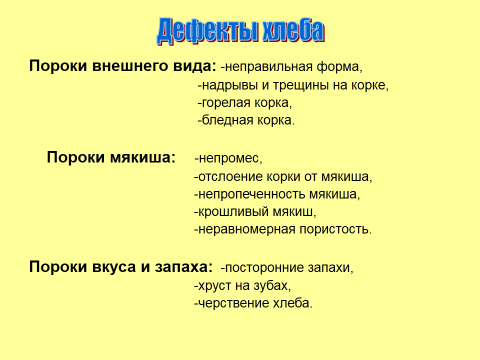 Дефекты хлеба
Пороки внешнего вида: -неправильная форма,
-надрывы и трещины на корке,
-горелая корка,
-бледная корка.
Пороки мякиша: -непромес,
-отслоение корки от мякиша,
-непропеченность мякиша,
-крошливый мякиш,
-неравномерная пористость.
Пороки вкуса и запаха: -посторонние запахи,
-хруст на зубах,
-черствение хлеба.